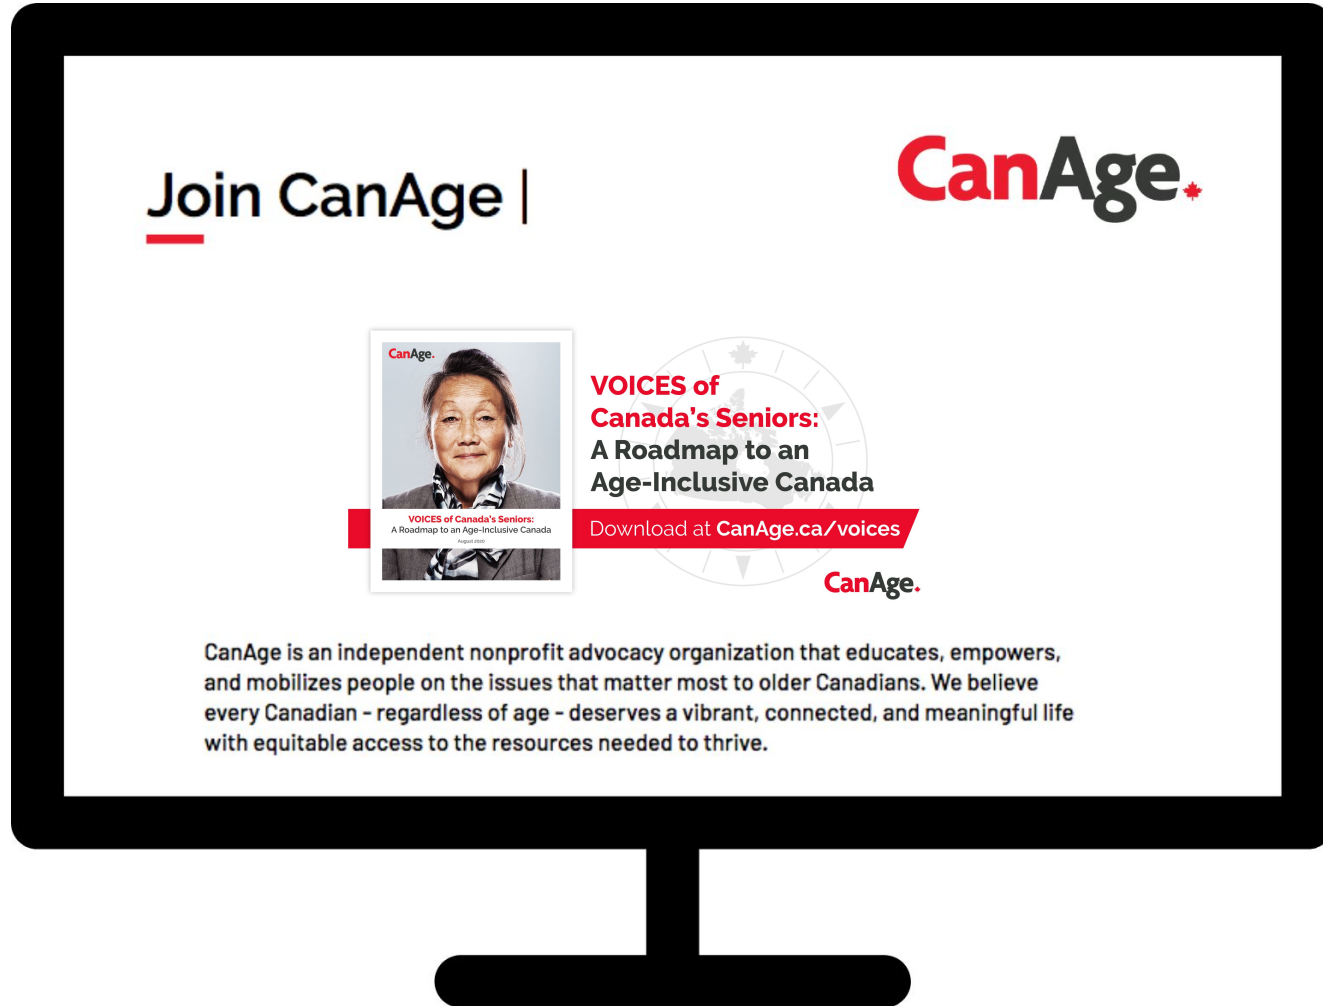 Join CanAge |
CanAge.
CanAge.
VOICES of Canada's Seniors:
A Roadmap to an Age-Inclusive Canada
August 2020
VOICES of
Canada’s Seniors:
A Roadmap to an
Age-Inclusive Canada
Download at CanAge.ca/voices
CanAge.
CanAge is an independent nonprofit advocacy organization that educates, empowers,
and mobilizes people on the issues that matter most to older Canadians. We believe
every Canadian - regardless of age - deserves a vibrant, connected, and meaningful life
with equitable access to the resources needed to thrive.